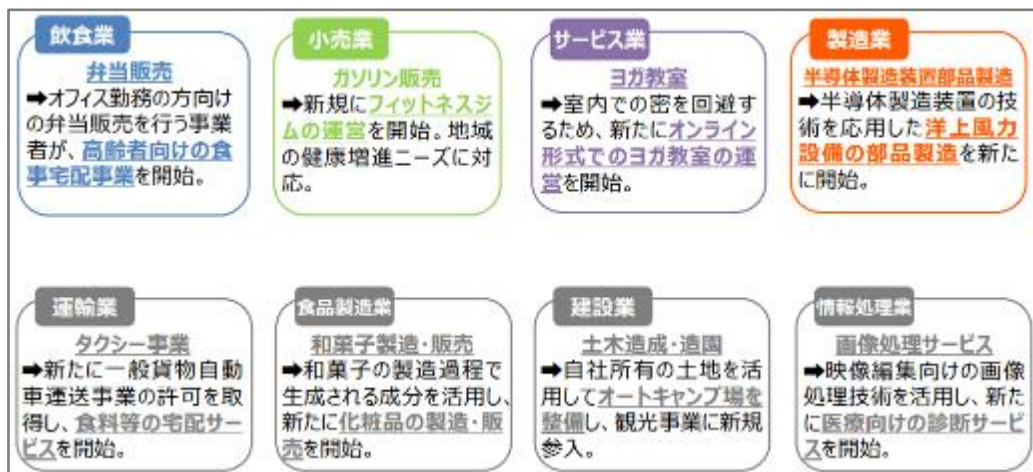 飲食業
弁当販売
➡オフィス勤務の方向け
の弁当販売を行う事業
者が、高齢者向けの食
事宅配事業を開始。
小売業
ガソリン販売
➡新規にフィットネスジ
ムの運営を開始。地域
の健康増進ニーズに対
応。
サービス業
ヨガ教室
➡室内での密を回避す
るため、新たにオンライン
形式でのヨガ教室の運
営を開始。
製造業
半導体製造装置部品製造
➡半導体製造装置の技
術を応用した洋上風力
設備の部品製造を新た
に開始。
運輸業
タクシー事業
➡新たに一般貨物自動
車運送事業の許可を取
得し、食料等の宅配サー
ビスを開始。
食品製造業
和菓子製造・販売
➡和菓子の製造過程で
生成される成分を活用し、
新たに化粧品の製造・販
売を開始。
建設業
土木造成・造園
➡自社所有の土地を活
用してオートキャンプ場を
整備し、観光事業に新規
参入。
情報処理業
画像処理サービス
➡映像編集向けの画像
処理技術を活用し、新た
に医療向けの診断サービ
スを開始。